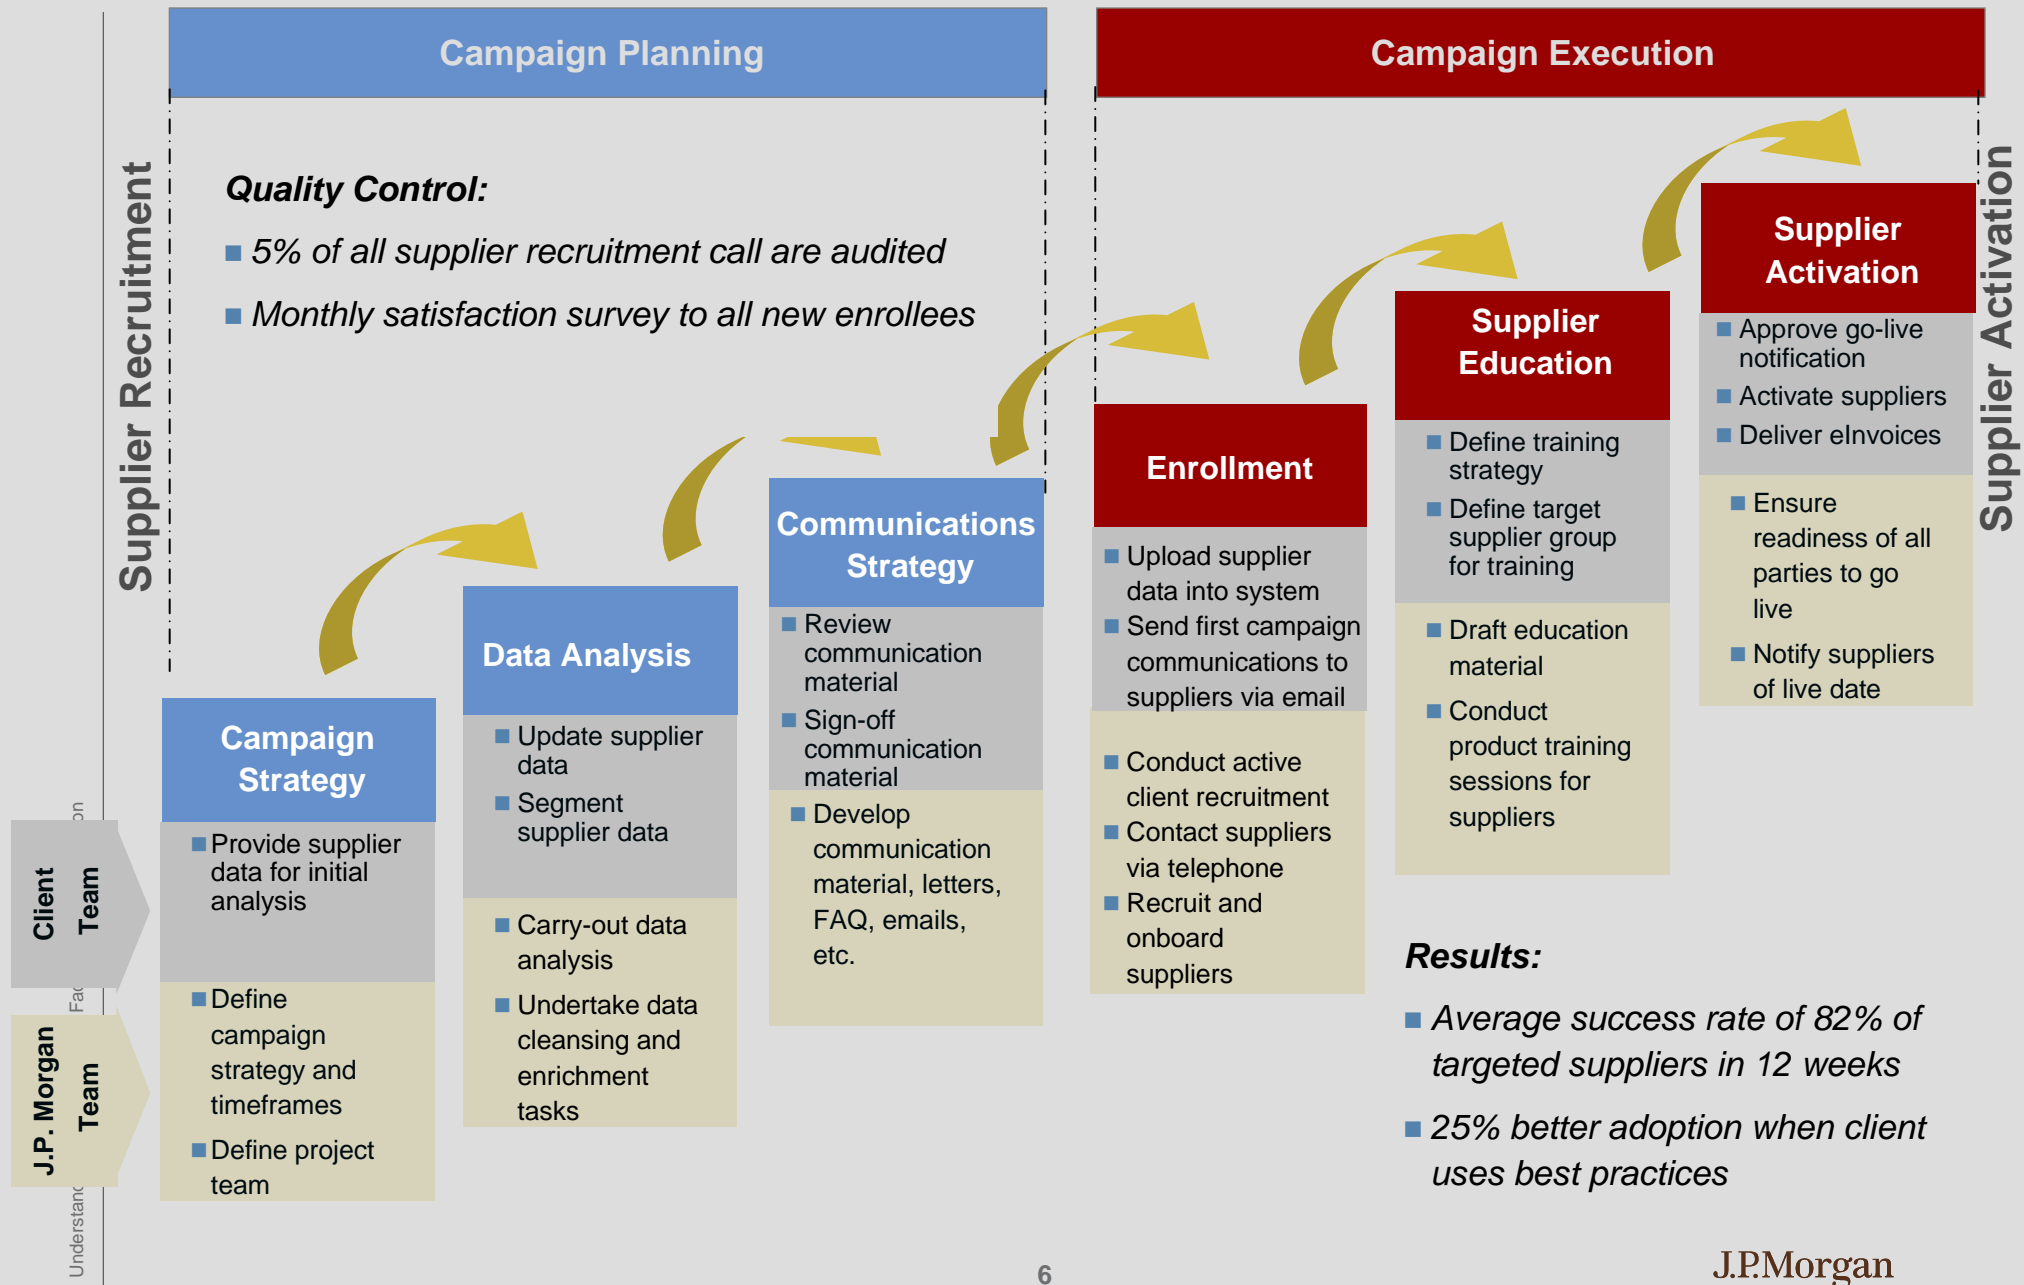 Campaign Planning
Campaign Execution
Supplier Recruitment
Quality Control:
5% of all supplier recruitment call are audited
Monthly satisfaction survey to all new enrollees
Campaign
Strategy
Provide supplier
data for initial
analysis
Define
campaign
strategy and
timeframes
Define project
team
Data Analysis
Update supplier
data
Segment
supplier data
Carry-out data
analysis
Undertake data
cleansing and
enrichment
tasks
Communications
Strategy
Review
communication
material
Sign-off
communication
material
Develop
communication
material, letters,
FAQ, emails,
etc.
Enrollment
Upload supplier
data into system
Send first campaign
communications to
suppliers via email
Conduct active
client recruitment
Contact suppliers
via telephone
Recruit and
onboard
suppliers
Supplier
Education
Define training
strategy
Define target
supplier group
for training
Draft education
material
Conduct
product training
sessions for
suppliers
Supplier
Activation
Approve go-live
notification
Activate suppliers
Deliver eInvoices
Ensure
readiness of all
parties to go
live
Notify suppliers
of live date
Supplier Activation
Client
Team
J.P. Morgan
Team
Results:
Average success rate of 82% of
targeted suppliers in 12 weeks
25% better adoption when client
uses best practices
6
J.P.Morgan